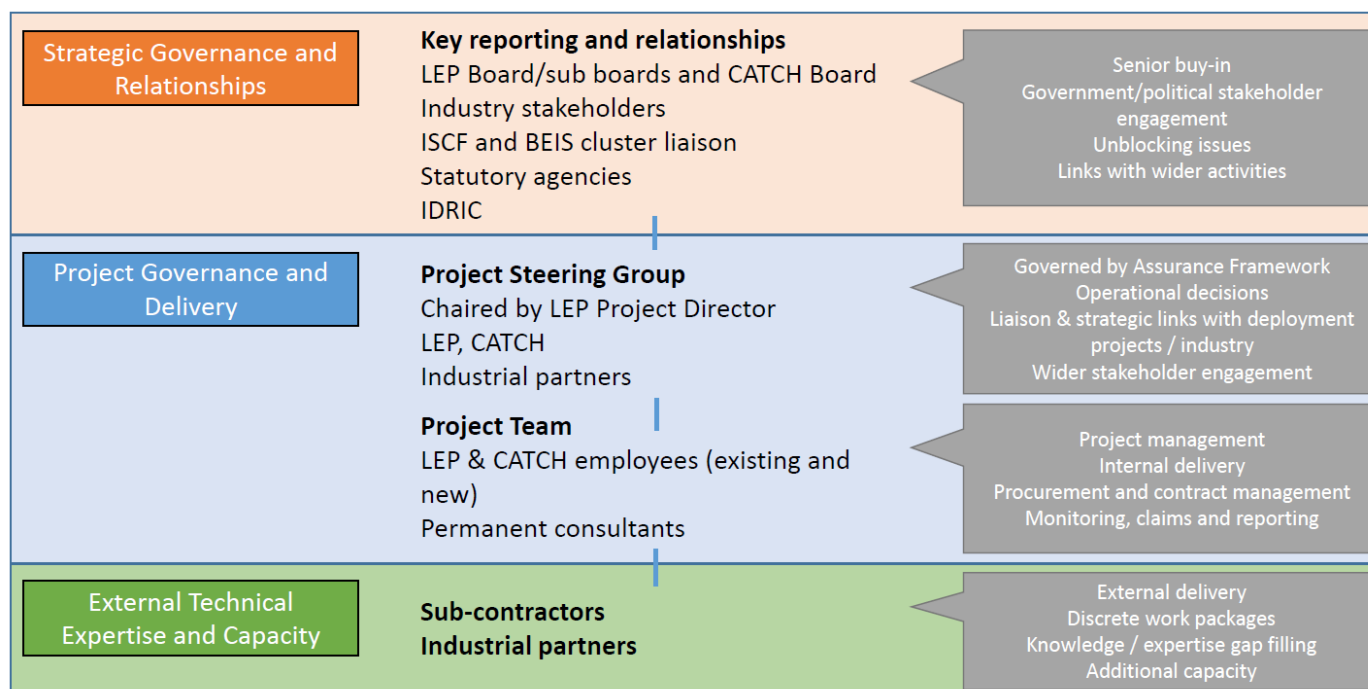 Strategic Governance and
Relationships
Key reporting and relationships
LEP Board/sub boards and CATCH Board
Industry stakeholders
ISCF and BEIS cluster liaison
Statutory agencies
IDRIC
Senior buy-in
Government/political stakeholder
engagement
Unblocking issues
Links with wider activities
Project Governance and
Delivery
Project Steering Group
Chaired by LEP Project Director
LEP, CATCH
Industrial partners
Governed by Assurance Framework
Operational decisions
Liaison & strategic links with deployment
projects / industry
Wider stakeholder engagement
Project Team
LEP & CATCH employees (existing and
new)
Permanent consultants
Project management
Internal delivery
Procurement and contract management
Monitoring, claims and reporting
External Technical
Expertise and Capacity
Sub-contractors
Industrial partners
External delivery
Discrete work packages
Knowledge / expertise gap filling
Additional capacity